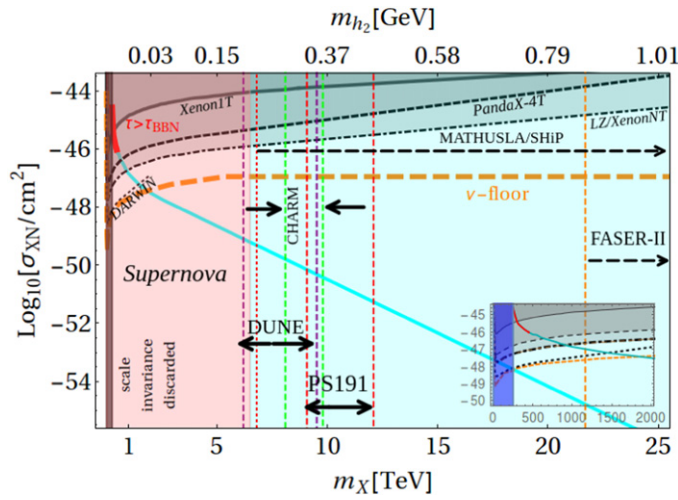 m_h₂[GeV]
0.03 0.15 0.37 0.58 0.79 1.01
Log₁₀[σ_XN/cm²]
-44
-46
-48
-50
-52
-54
Xenon1T
PandaX-4T
LZ/XenonNT
τ>τ_BBN
MATHUSLA/SHiP
DARWIN
ν-floor
CHARM
FASER-II
Supernova
DUNE
PS191
scale
invariance
discarded
-45
-46
-47
-48
-49
-50
0 500 1000 1500 2000
1 5 10 15 20 25
m_X[TeV]